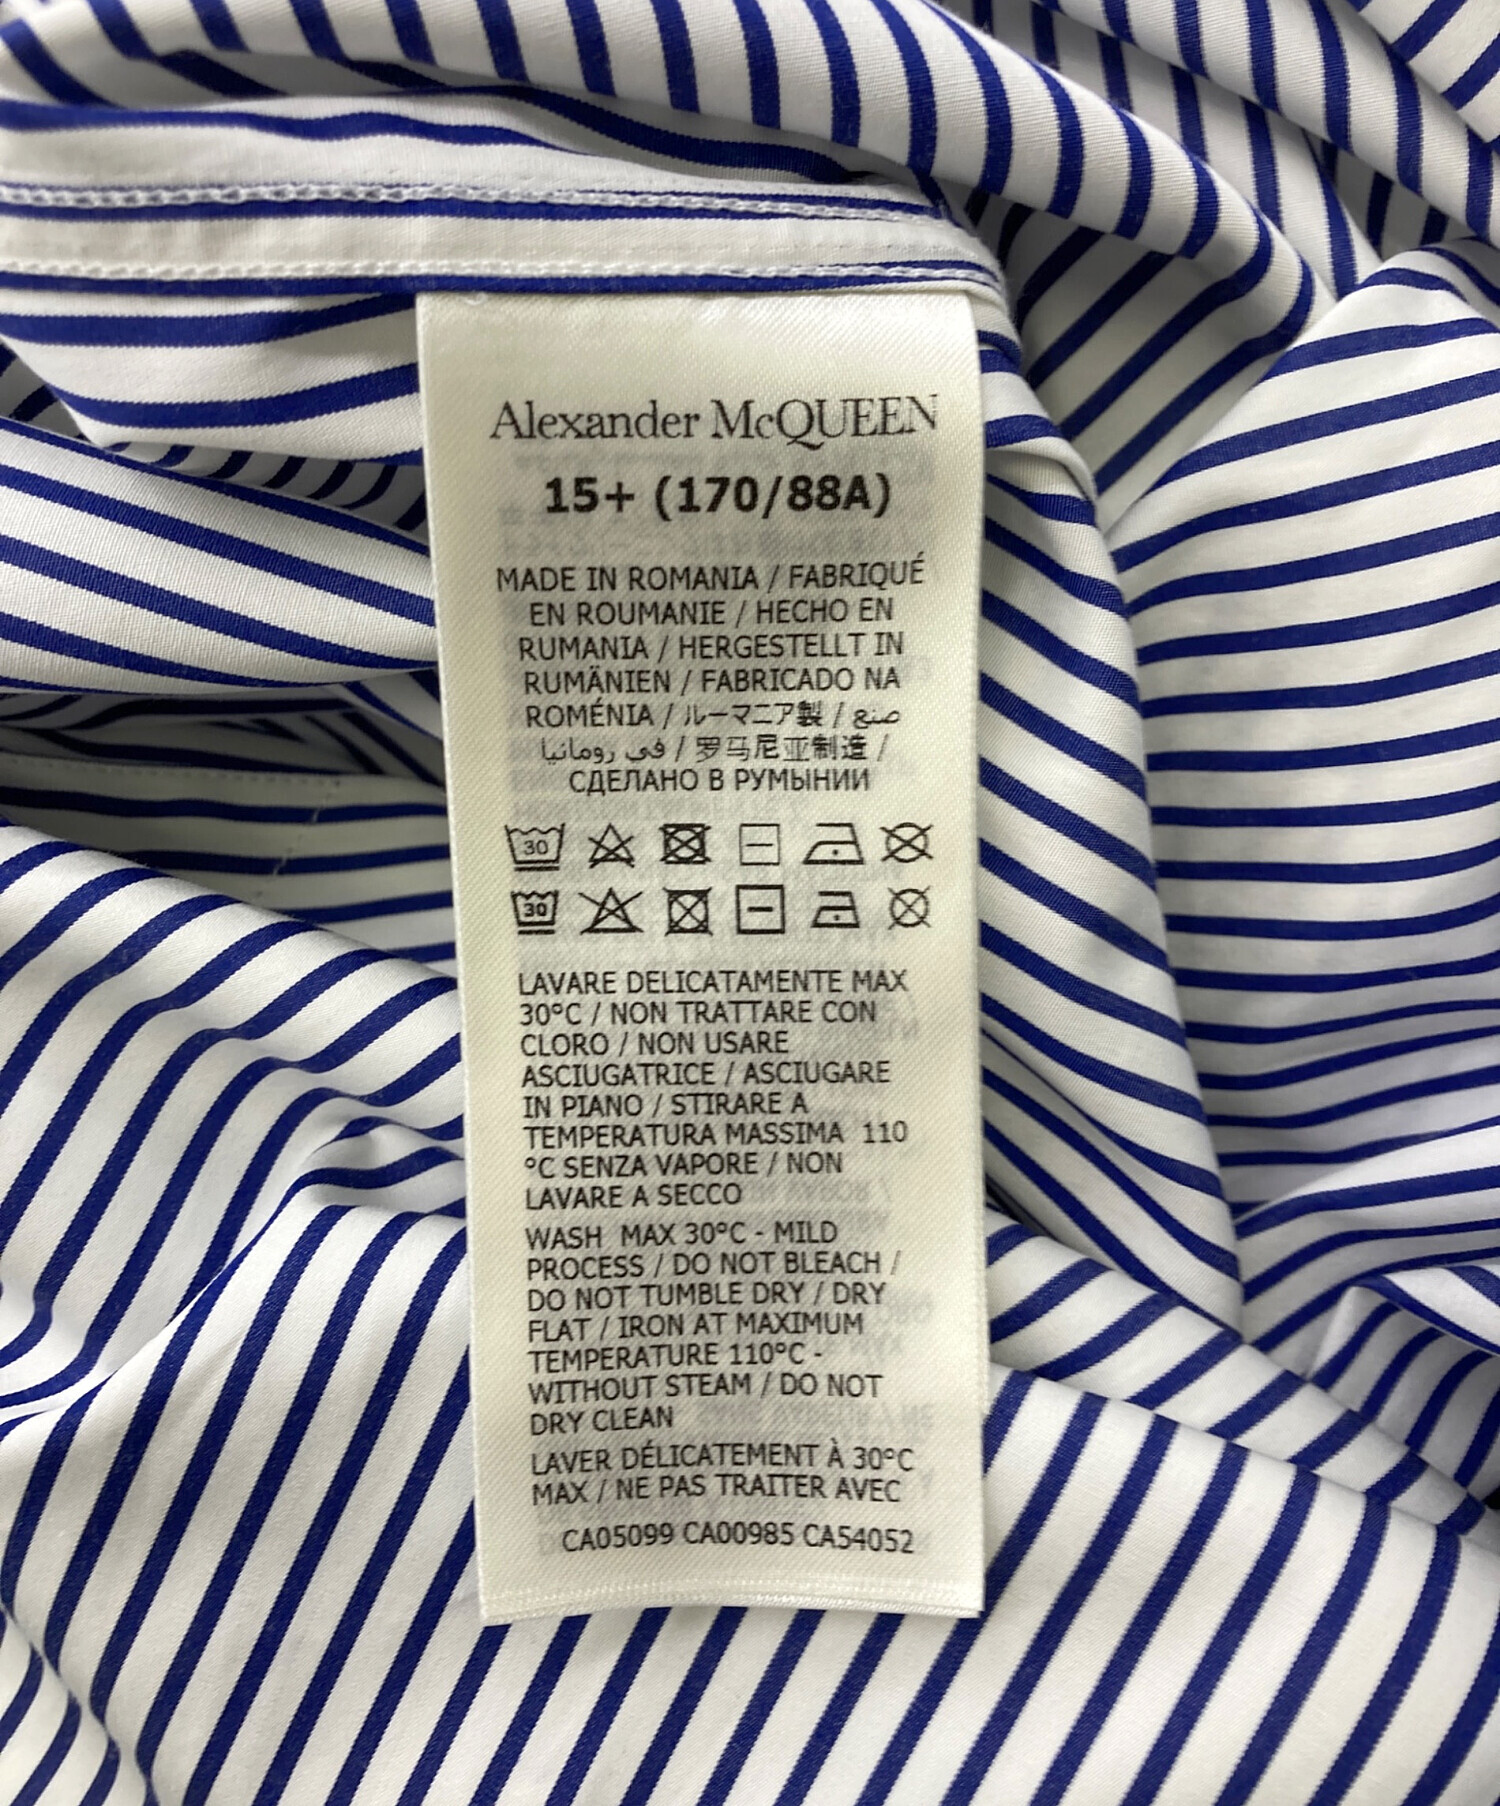 Alexander McQUEEN
15+ (170/88A)
MADE IN ROMANIA / FABRIQUÉ
EN ROUMANIE / HECHO EN
RUMANIA / HERGESTELLT IN
RUMÄNIEN / FABRICADO NA
ROMÉNIA / ルーマニア製 / صنع
في رومانيا / 罗马尼亚制造 /
СДЕЛАНО В РУМЫНИИ
30
30
LAVARE DELICATAMENTE MAX
30°C / NON TRATTARE CON
CLORO / NON USARE
ASCIUGATRICE / ASCIUGARE
IN PIANO / STIRARE A
TEMPERATURA MASSIMA 110
°C SENZA VAPORE / NON
LAVARE A SECCO
WASH MAX 30°C - MILD
PROCESS / DO NOT BLEACH /
DO NOT TUMBLE DRY / DRY
FLAT / IRON AT MAXIMUM
TEMPERATURE 110°C -
WITHOUT STEAM / DO NOT
DRY CLEAN
LAVER DÉLICATEMENT À 30°C
MAX / NE PAS TRAITER AVEC
CA05099 CA00985 CA54052